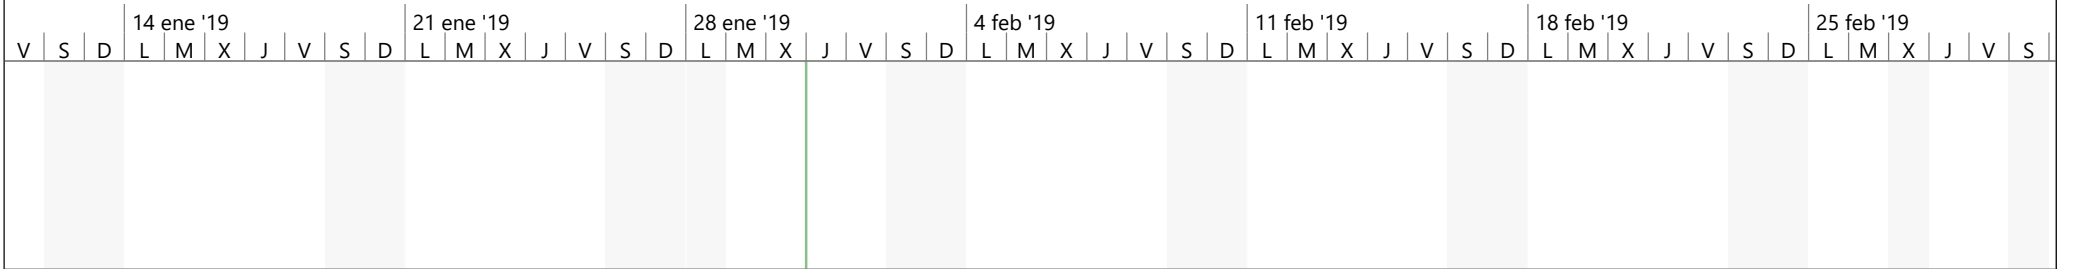 14 ene '19 21 ene '19 28 ene '19 4 feb '19 11 feb '19 18 feb '19 25 feb '19
V S D L M X J V S D L M X J V S D L M X J V S D L M X J V S D L M X J V S D L M X J V S D L M X J V S